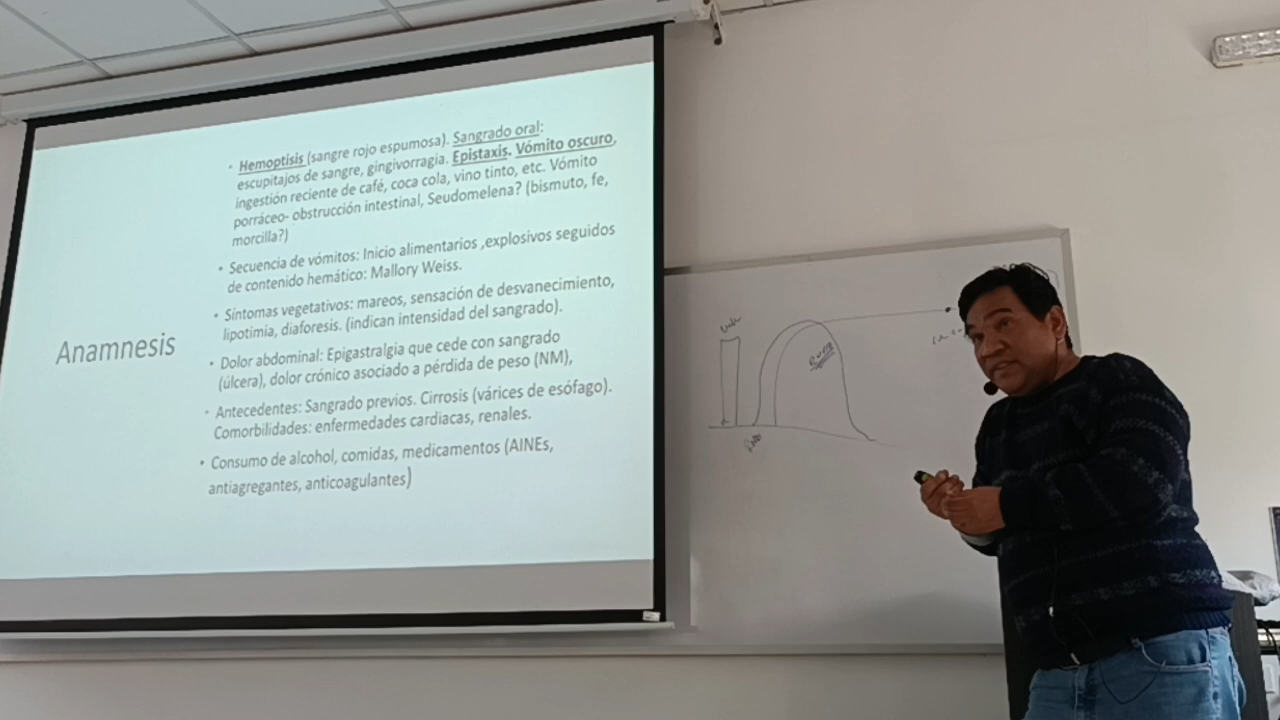 Anamnesis
• Hemoptisis (sangre rojo espumosa). Sangrado oral:
escupitajos de sangre, gingivorragia. Epistaxis. Vómito oscuro,
ingestión reciente de café, coca cola, vino tinto, etc. Vómito
porráceo- obstrucción intestinal, Seudomelena? (bismuto, fe,
morcilla?)
• Secuencia de vómitos: Inicio alimentarios ,explosivos seguidos
de contenido hemático: Mallory Weiss.
• Síntomas vegetativos: mareos, sensación de desvanecimiento,
lipotimia, diaforesis. (indican intensidad del sangrado).
• Dolor abdominal: Epigastralgia que cede con sangrado
(úlcera), dolor crónico asociado a pérdida de peso (NM),
• Antecedentes: Sangrado previos. Cirrosis (várices de esófago).
Comorbilidades: enfermedades cardiacas, renales.
• Consumo de alcohol, comidas, medicamentos (AINEs,
antiagregantes, anticoagulantes)